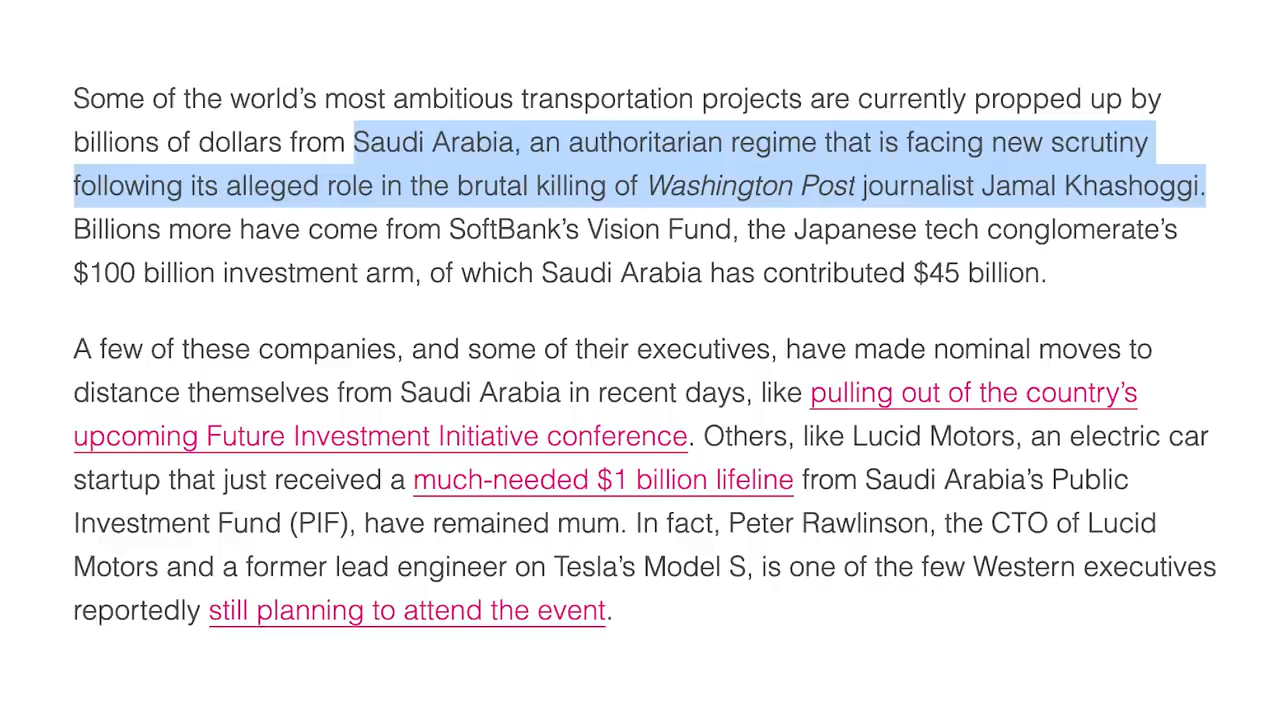 Some of the world’s most ambitious transportation projects are currently propped up by
billions of dollars from Saudi Arabia, an authoritarian regime that is facing new scrutiny
following its alleged role in the brutal killing of Washington Post journalist Jamal Khashoggi.
Billions more have come from SoftBank’s Vision Fund, the Japanese tech conglomerate’s
$100 billion investment arm, of which Saudi Arabia has contributed $45 billion.
A few of these companies, and some of their executives, have made nominal moves to
distance themselves from Saudi Arabia in recent days, like pulling out of the country’s
upcoming Future Investment Initiative conference. Others, like Lucid Motors, an electric car
startup that just received a much-needed $1 billion lifeline from Saudi Arabia’s Public
Investment Fund (PIF), have remained mum. In fact, Peter Rawlinson, the CTO of Lucid
Motors and a former lead engineer on Tesla’s Model S, is one of the few Western executives
reportedly still planning to attend the event.